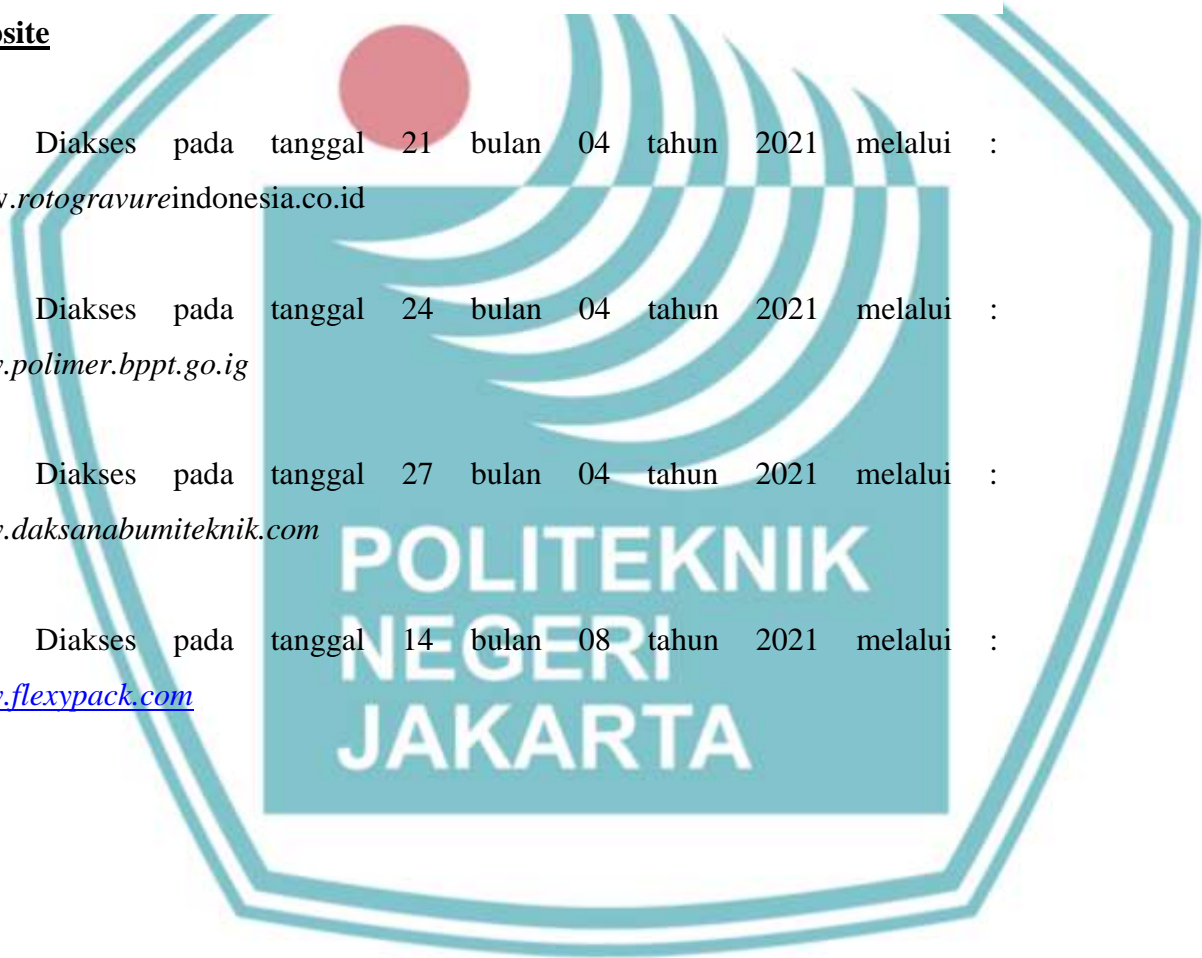 osite
Diakses pada tanggal 21 bulan 04 tahun 2021 melalui :
w.rotogravureindonesia.co.id
Diakses pada tanggal 24 bulan 04 tahun 2021 melalui :
.polimer.bppt.go.ig
Diakses pada tanggal 27 bulan 04 tahun 2021 melalui :
.daksanabumiteknik.com
Diakses pada tanggal 14 bulan 08 tahun 2021 melalui :
.flexypack.com
POLITEKNIK
NEGERI
JAKARTA